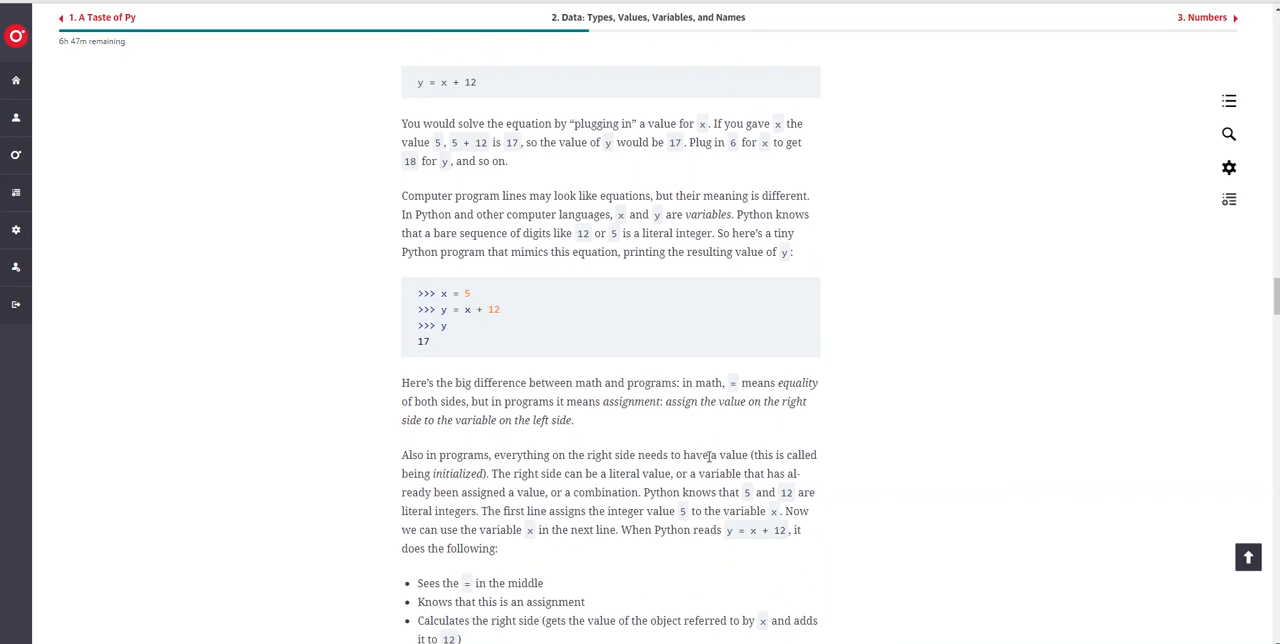 1. A Taste of Py
2. Data: Types, Values, Variables, and Names
3. Numbers
6h 47m remaining
y = x + 12
You would solve the equation by “plugging in” a value for x. If you gave x the
value 5, 5 + 12 is 17, so the value of y would be 17. Plug in 6 for x to get
18 for y, and so on.
Computer program lines may look like equations, but their meaning is different.
In Python and other computer languages, x and y are variables. Python knows
that a bare sequence of digits like 12 or 5 is a literal integer. So here’s a tiny
Python program that mimics this equation, printing the resulting value of y:
>>> x = 5
>>> y = x + 12
>>> y
17
Here’s the big difference between math and programs: in math, = means equality
of both sides, but in programs it means assignment: assign the value on the right
side to the variable on the left side.
Also in programs, everything on the right side needs to have a value (this is called
being initialized). The right side can be a literal value, or a variable that has al-
ready been assigned a value, or a combination. Python knows that 5 and 12 are
literal integers. The first line assigns the integer value 5 to the variable x. Now
we can use the variable x in the next line. When Python reads y = x + 12, it
does the following:
• Sees the = in the middle
• Knows that this is an assignment
• Calculates the right side (gets the value of the object referred to by x and adds
it to 12)